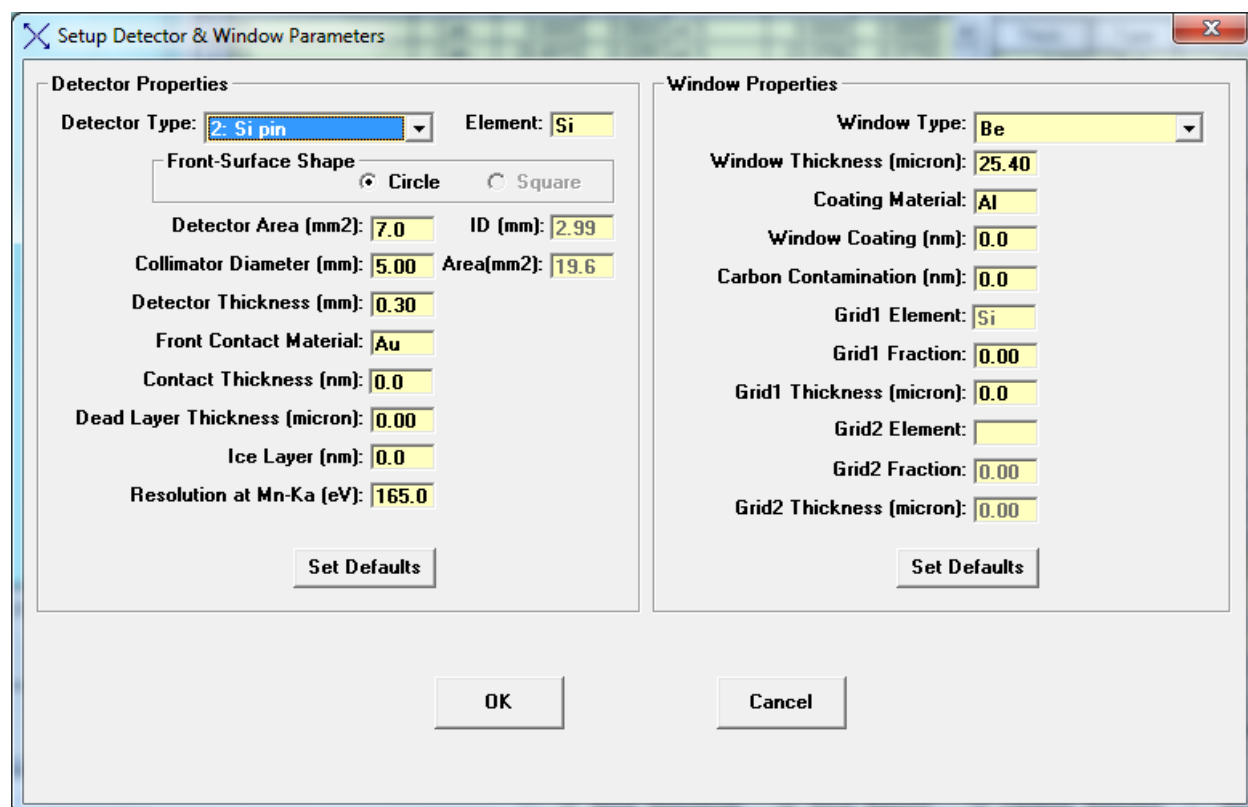 Setup Detector & Window Parameters
Detector Properties
Detector Type: 2: Si pin Element: Si
Front-Surface Shape
Circle Square
Detector Area (mm2): 7.0 ID (mm): 2.99
Collimator Diameter (mm): 5.00 Area(mm2): 19.6
Detector Thickness (mm): 0.30
Front Contact Material: Au
Contact Thickness (nm): 0.0
Dead Layer Thickness (micron): 0.00
Ice Layer (nm): 0.0
Resolution at Mn-Ka (eV): 165.0
Set Defaults
Window Properties
Window Type: Be
Window Thickness (micron): 25.40
Coating Material: Al
Window Coating (nm): 0.0
Carbon Contamination (nm): 0.0
Grid1 Element: Si
Grid1 Fraction: 0.00
Grid1 Thickness (micron): 0.0
Grid2 Element:
Grid2 Fraction: 0.00
Grid2 Thickness (micron): 0.00
Set Defaults
OK Cancel